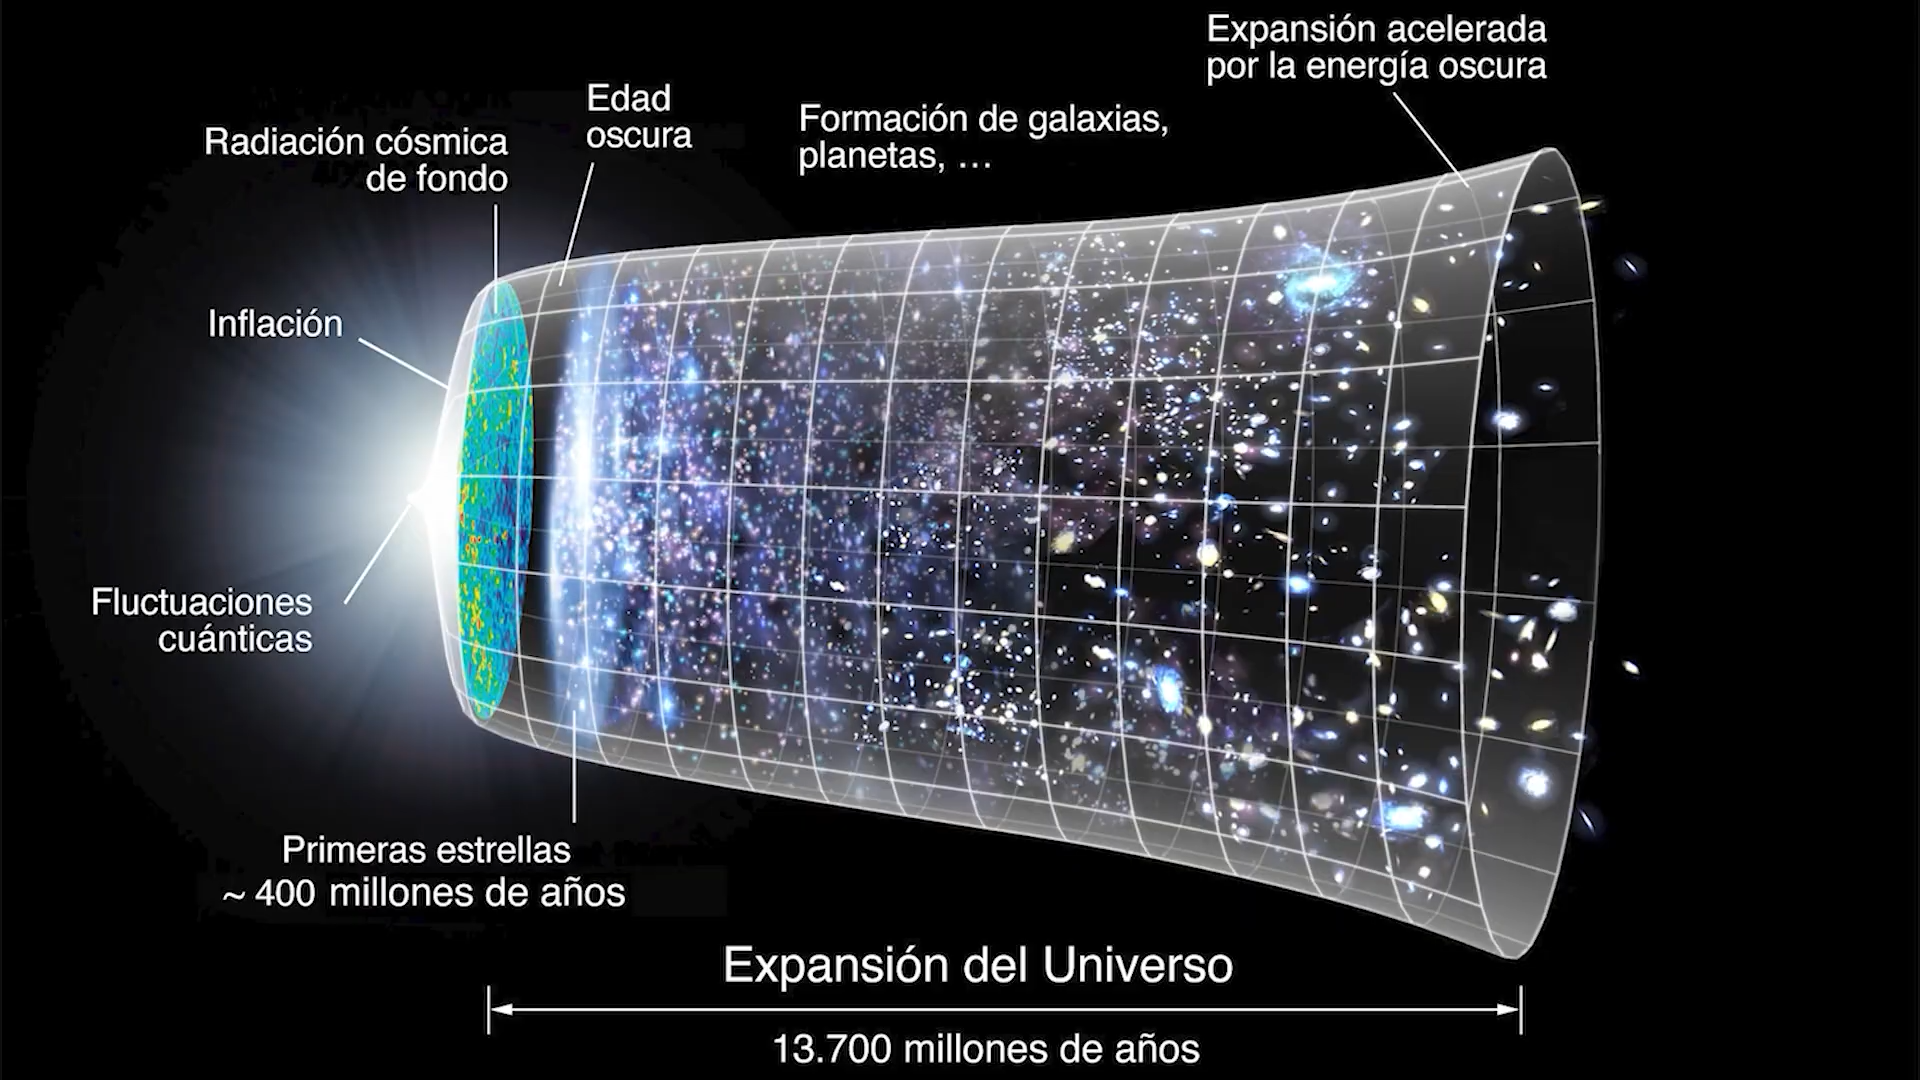 Expansión acelerada
por la energía oscura
Edad
oscura
Formación de galaxias,
planetas, …
Radiación cósmica
de fondo
Inflación
Fluctuaciones
cuánticas
Primeras estrellas
~ 400 millones de años
Expansión del Universo
13.700 millones de años